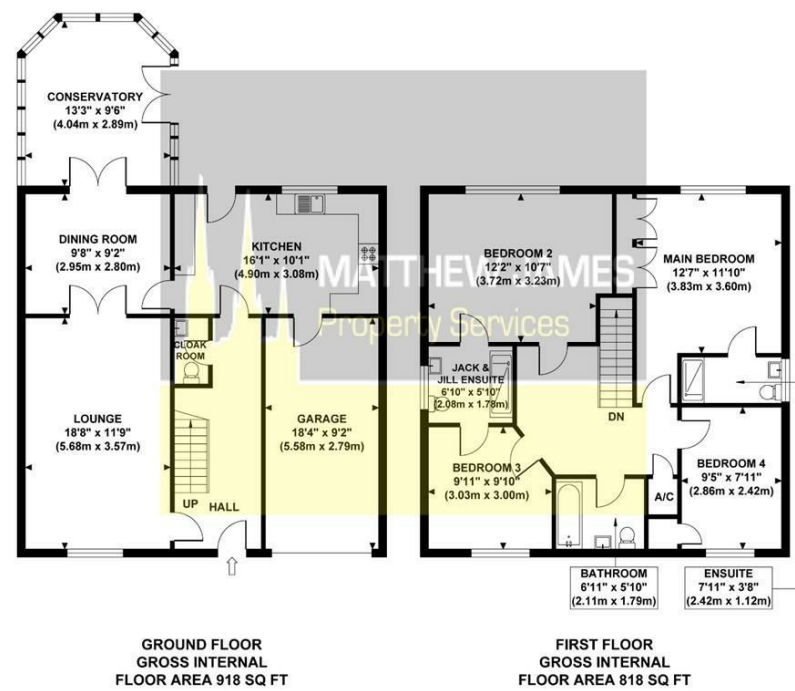 CONSERVATORY
13'3" x 9'6"
(4.04m x 2.89m)
DINING ROOM
9'8" x 9'2"
(2.95m x 2.80m)
KITCHEN
16'1" x 10'1"
(4.90m x 3.08m)
CLOAK
ROOM
LOUNGE
18'8" x 11'9"
(5.68m x 3.57m)
GARAGE
18'4" x 9'2"
(5.58m x 2.79m)
UP
HALL
MATTHEW JAMES
Property Services
BEDROOM 2
12'2" x 10'7"
(3.72m x 3.23m)
MAIN BEDROOM
12'7" x 11'10"
(3.83m x 3.60m)
JACK &
JILL ENSUITE
6'10" x 5'10"
(2.08m x 1.78m)
DN
BEDROOM 3
9'11" x 9'10"
(3.03m x 3.00m)
BEDROOM 4
9'5" x 7'11"
(2.86m x 2.42m)
A/C
BATHROOM
6'11" x 5'10"
(2.11m x 1.79m)
ENSUITE
7'11" x 3'8"
(2.42m x 1.12m)
GROUND FLOOR
GROSS INTERNAL
FLOOR AREA 918 SQ FT
FIRST FLOOR
GROSS INTERNAL
FLOOR AREA 818 SQ FT